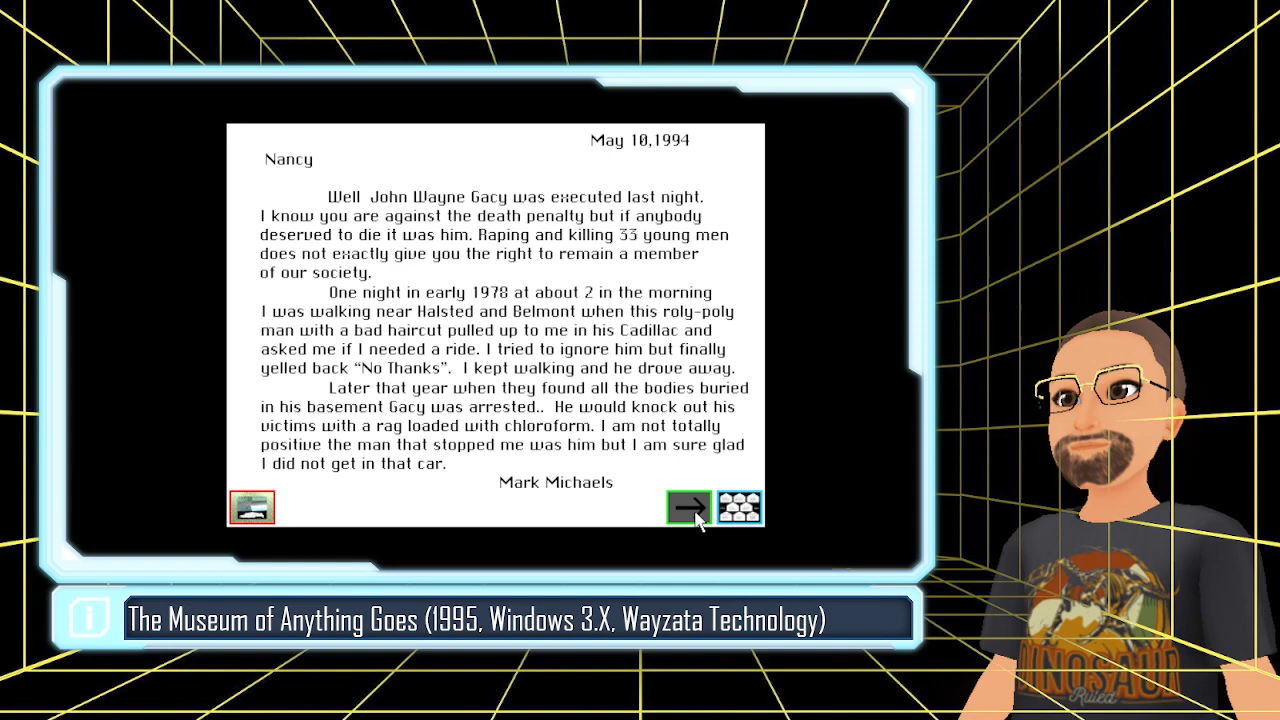 May 10,1994
Nancy
Well John Wayne Gacy was executed last night.
I know you are against the death penalty but if anybody
deserved to die it was him. Raping and killing 33 young men
does not exactly give you the right to remain a member
of our society.
One night in early 1978 at about 2 in the morning
I was walking near Halsted and Belmont when this roly-poly
man with a bad haircut pulled up to me in his Cadillac and
asked me if I needed a ride. I tried to ignore him but finally
yelled back “No Thanks”. I kept walking and he drove away.
Later that year when they found all the bodies buried
in his basement Gacy was arrested.. He would knock out his
victims with a rag loaded with chloroform. I am not totally
positive the man that stopped me was him but I am sure glad
I did not get in that car.
Mark Michaels
i
The Museum of Anything Goes (1995, Windows 3.X, Wayzata Technology)
DINOSAUR
Ruled